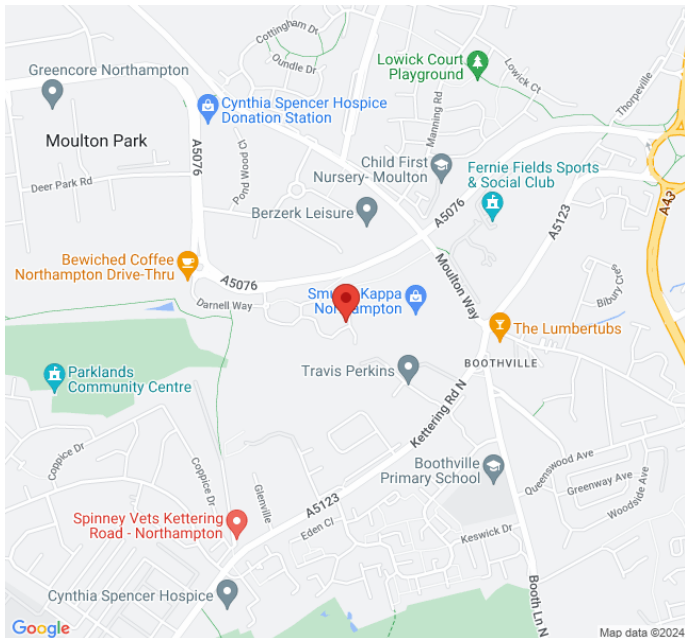 Cottingham Dr
Oundle Dr
Lowick Court
Playground
Lowick Ct
Thorpeville
Greencore Northampton
Cynthia Spencer Hospice
Donation Station
Manning Rd
Moulton Park
A5076
Pond Wood Cl
Child First
Nursery- Moulton
Fernie Fields Sports
& Social Club
Deer Park Rd
Berzerk Leisure
A5076
A5123
A43
Bewiched Coffee
Northampton Drive-Thru
A5076
Moulton Way
Darnell Way
Kappa
The Lumbertubs
BOOTHVILLE
Parklands
Community Centre
Travis Perkins
Kettering Rd N
Coppice Dr
Coppice Dr
Glenville
Boothville
Primary School
Queenswood Ave
Greenway Ave
Woodside Ave
A5123
Spinney Vets Kettering
Road - Northampton
Eden Cl
Keswick Dr
Cynthia Spencer Hospice
Booth Ln N
Google
Map data ©2024